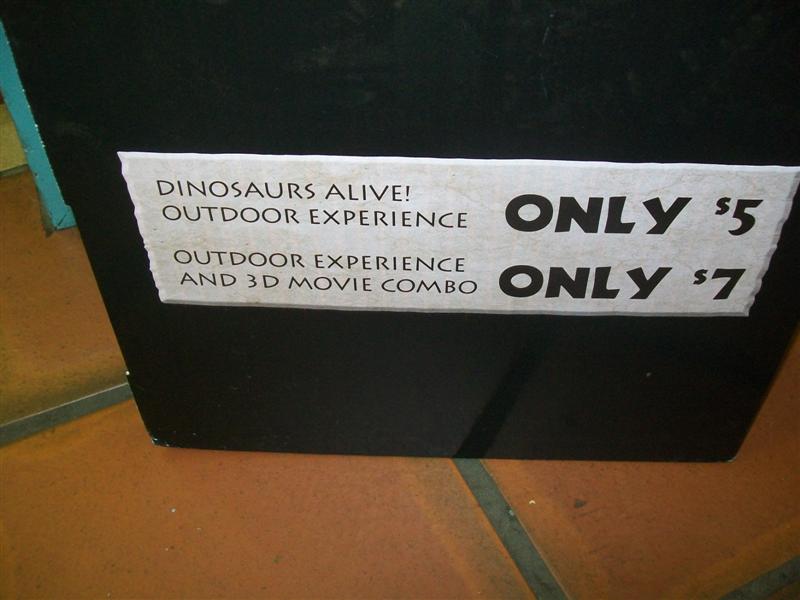 DINOSAURS ALIVE!
OUTDOOR EXPERIENCE ONLY $5
OUTDOOR EXPERIENCE
AND 3D MOVIE COMBO ONLY $7